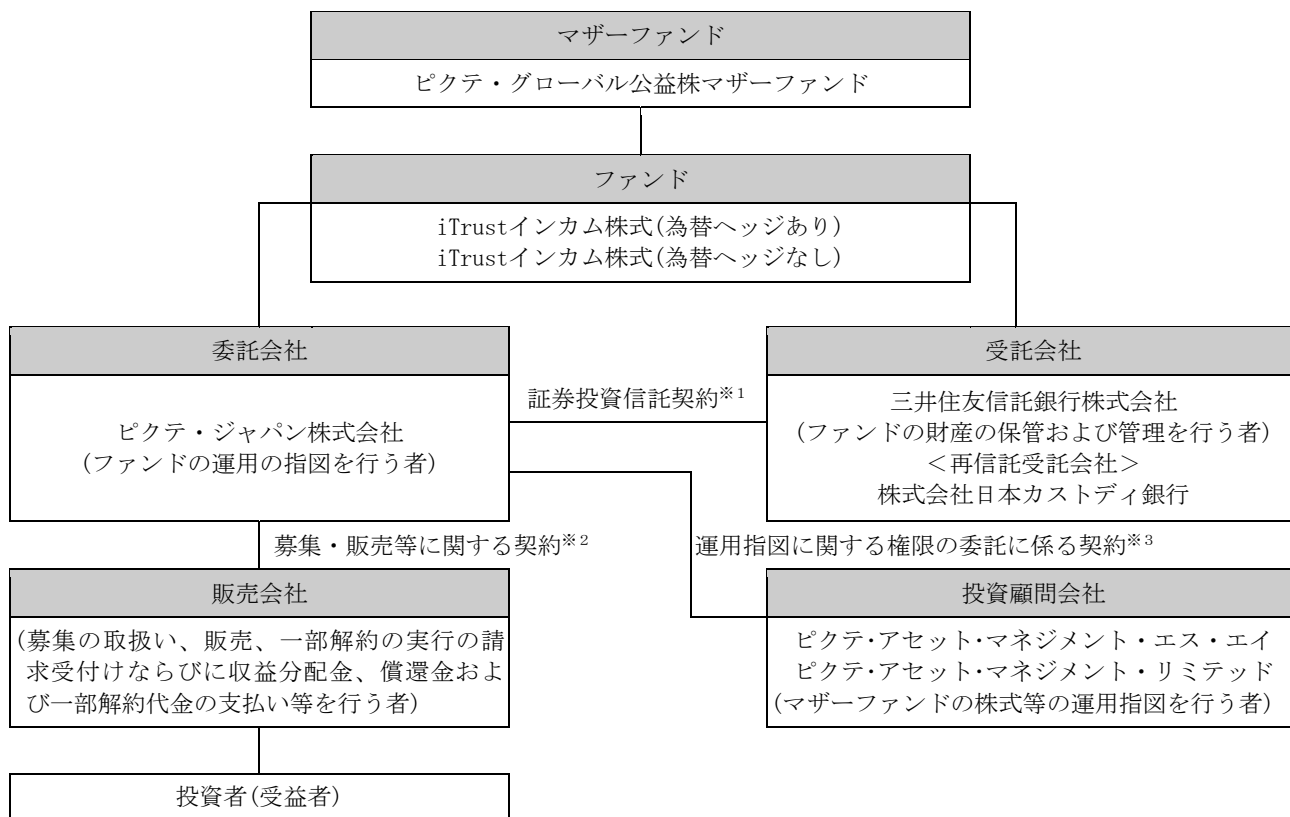 マザーファンド
ピクテ・グローバル公益株マザーファンド
ファンド
iTrustインカム株式(為替ヘッジあり)
iTrustインカム株式(為替ヘッジなし)
委託会社
ピクテ・ジャパン株式会社
(ファンドの運用の指図を行う者)
証券投資信託契約※1
受託会社
三井住友信託銀行株式会社
(ファンドの財産の保管および管理を行う者)
＜再信託受託会社＞
株式会社日本カストディ銀行
募集・販売等に関する契約※2
運用指図に関する権限の委託に係る契約※3
販売会社
(募集の取扱い、販売、一部解約の実行の請
求受付けならびに収益分配金、償還金およ
び一部解約代金の支払い等を行う者)
投資顧問会社
ピクテ・アセット・マネジメント・エス・エイ
ピクテ・アセット・マネジメント・リミテッド
(マザーファンドの株式等の運用指図を行う者)
投資者(受益者)